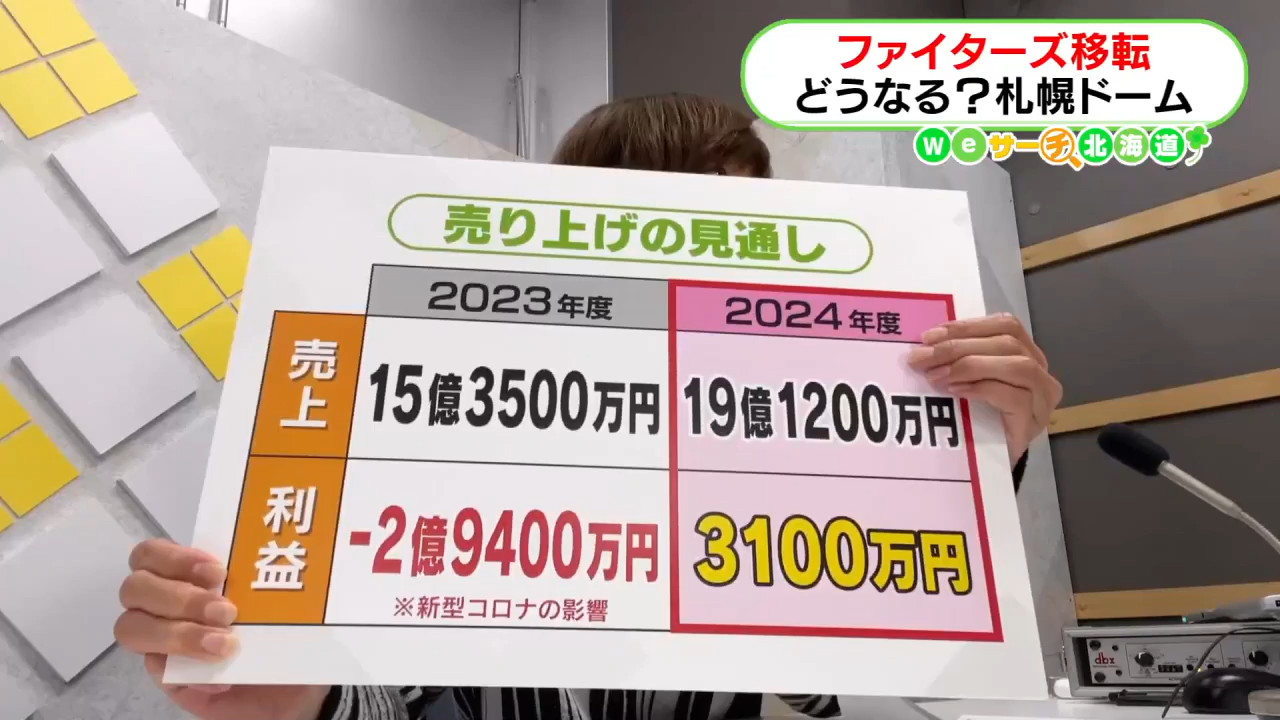 ファイターズ移転
どうなる？札幌ドーム
weサーチ北海道
売り上げの見通し
2023年度
2024年度
売上
15億3500万円
19億1200万円
利益
-2億9400万円
3100万円
※新型コロナの影響
dbx